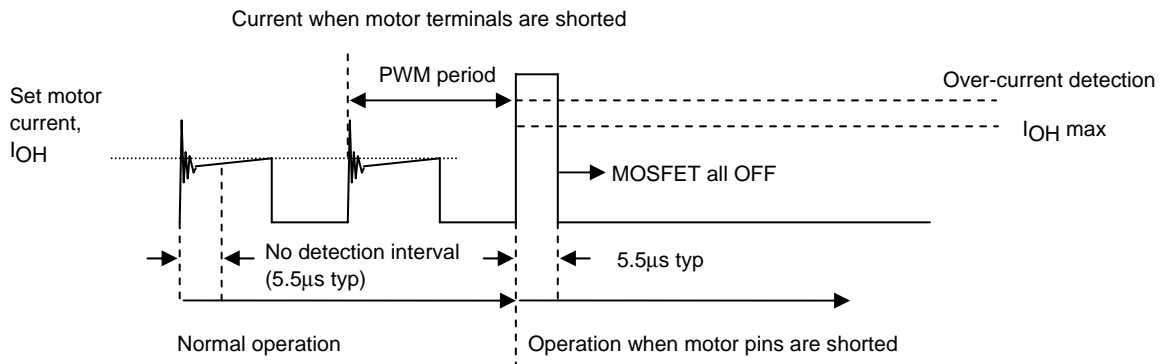 Current when motor terminals are shorted
PWM period
Set motor
current,
IOH
Over-current detection
IOH max
MOSFET all OFF
No detection interval
(5.5μs typ)
5.5μs typ
Normal operation
Operation when motor pins are shorted